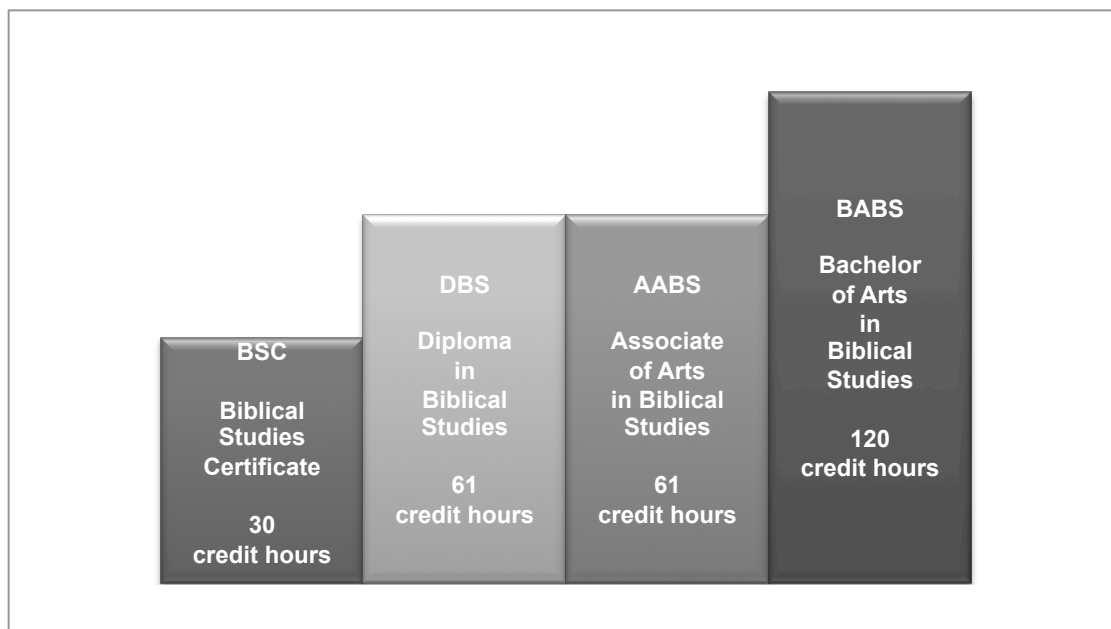 BSC
Biblical
Studies
Certificate
30
credit hours
DBS
Diploma
in
Biblical
Studies
61
credit hours
AABS
Associate
of Arts
in Biblical
Studies
61
credit hours
BABS
Bachelor
of Arts
in
Biblical
Studies
120
credit hours